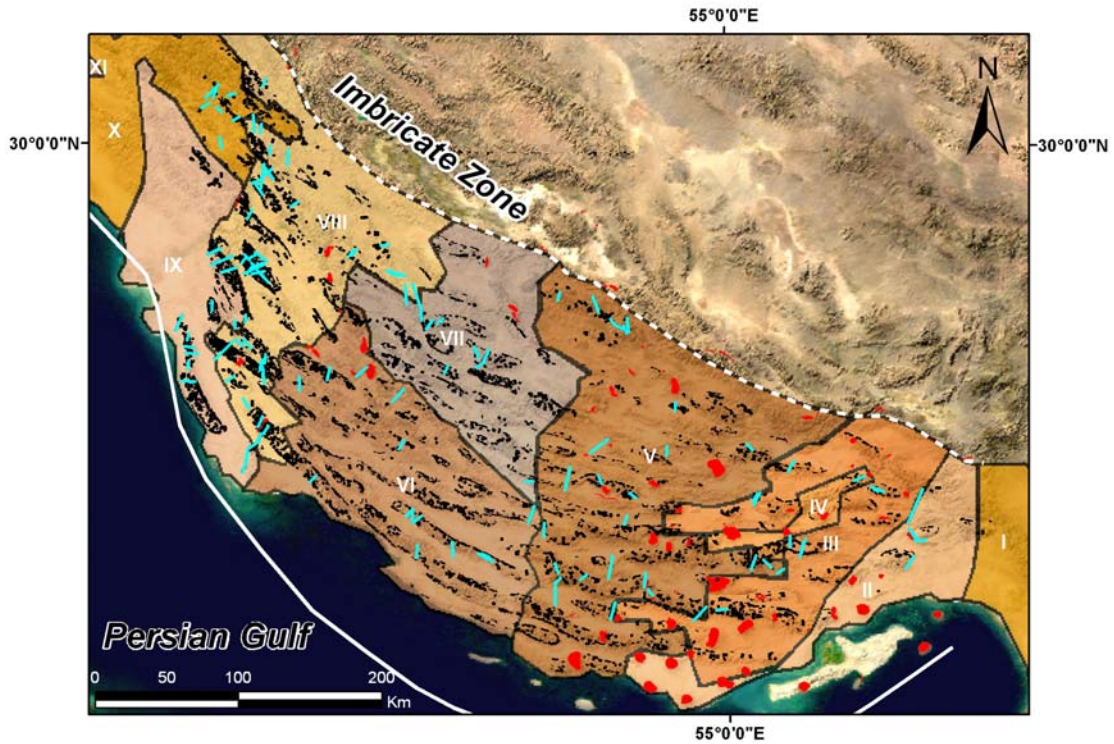 55°0'0"E
N
Imbricate Zone
XI
X
30°0'0"N
30°0'0"N
VIII
IX
VII
V
VI
IV
III
I
II
Persian Gulf
0 50 100 200
Km
55°0'0"E